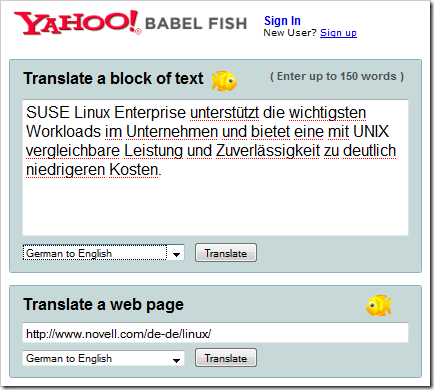 YAHOO! BABEL FISH
Sign In
New User? Sign up
Translate a block of text
( Enter up to 150 words )
SUSE Linux Enterprise unterstützt die wichtigsten
Workloads im Unternehmen und bietet eine mit UNIX
vergleichbare Leistung und Zuverlässigkeit zu deutlich
niedrigeren Kosten.
German to English
Translate
Translate a web page
http://www.novell.com/de-de/linux/
German to English
Translate